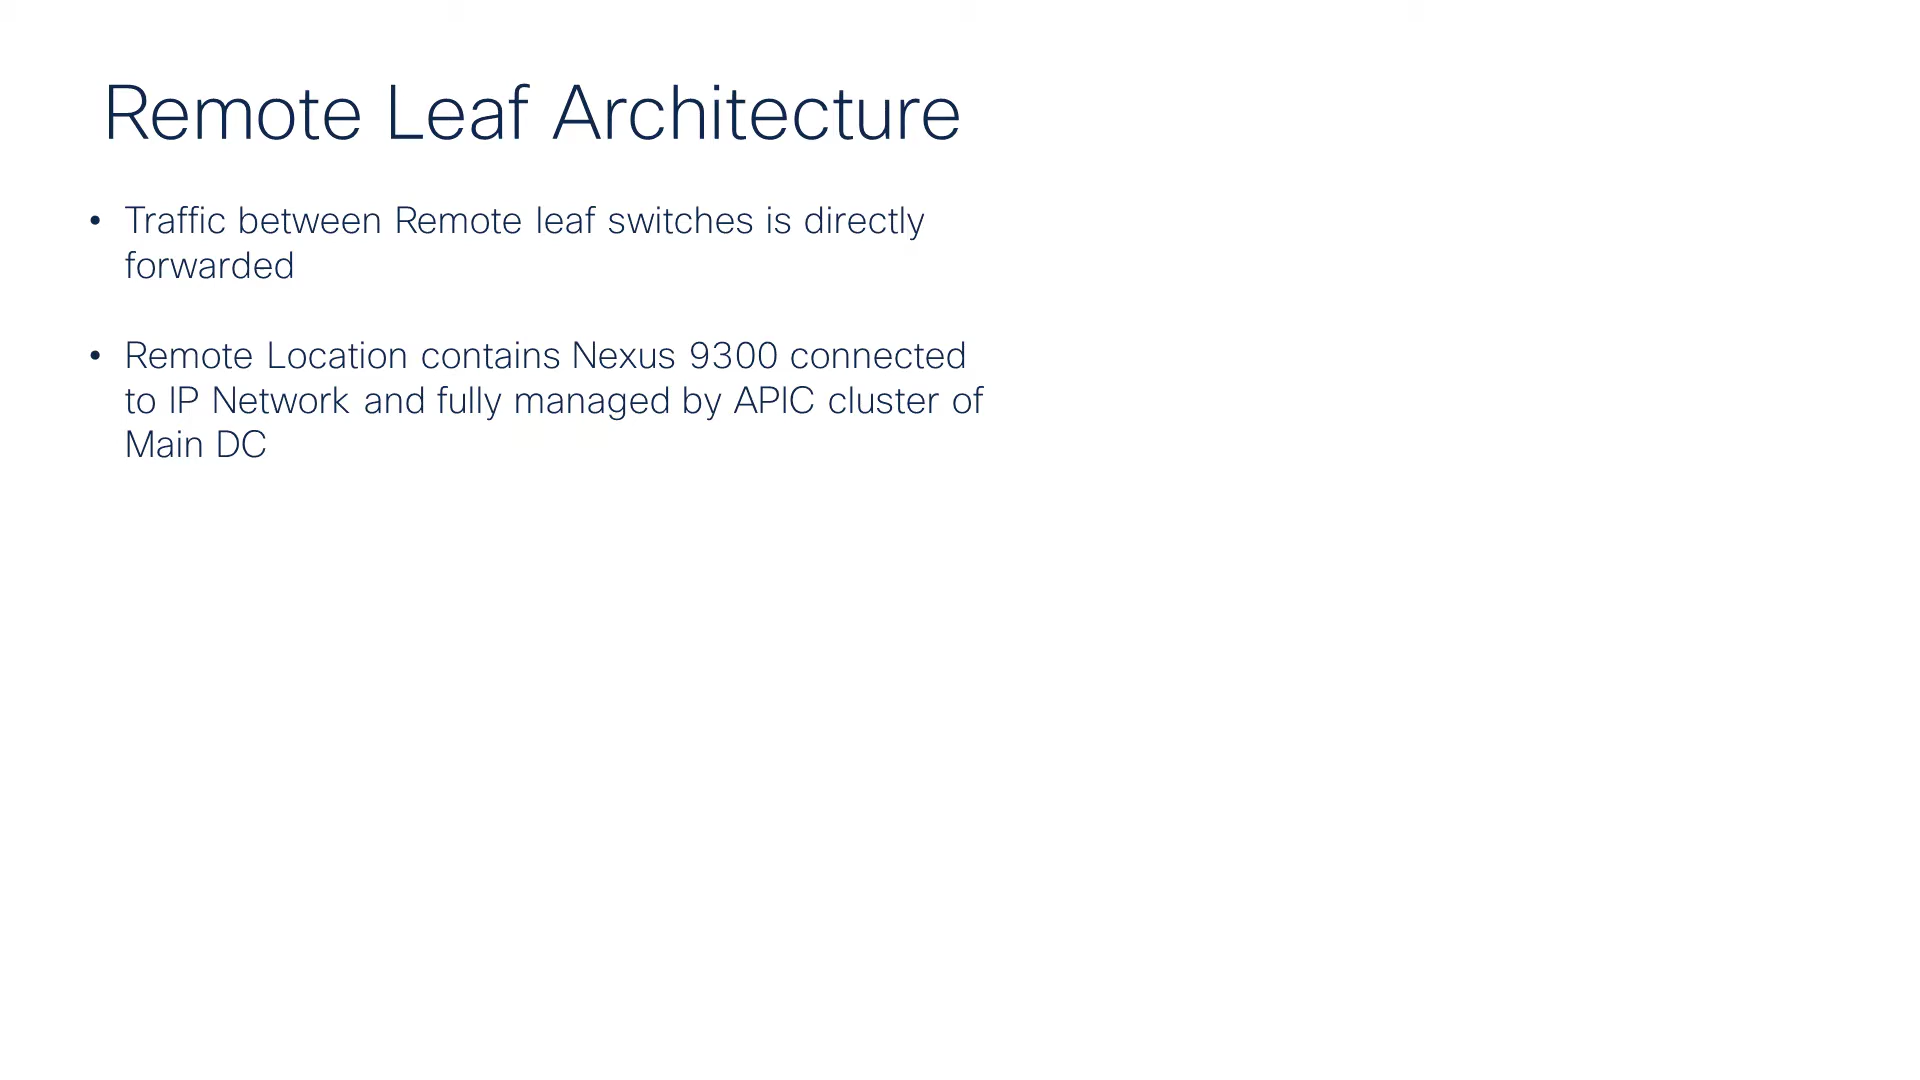 Remote Leaf Architecture
• Traffic between Remote leaf switches is directly
forwarded
• Remote Location contains Nexus 9300 connected
to IP Network and fully managed by APIC cluster of
Main DC